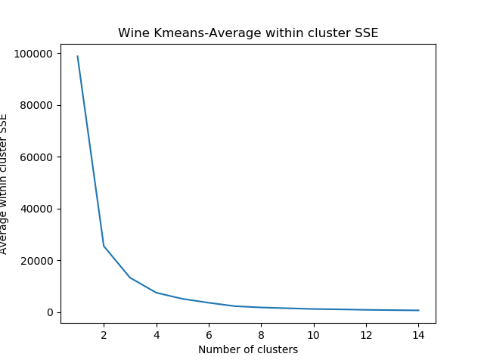 Wine Kmeans-Average within cluster SSE
100000
80000
60000
40000
20000
0
Average within cluster SSE
2 4 6 8 10 12 14
Number of clusters